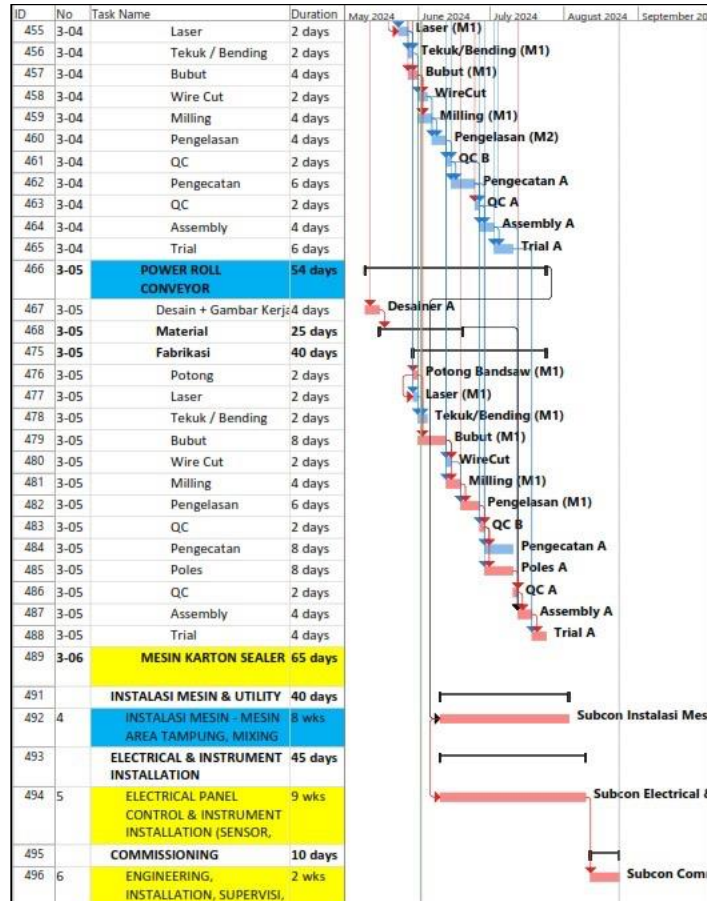 ID No Task Name Duration May 2024 June 2024 July 2024 August 2024 September 20
455 3-04 Laser 2 days Laser (M1)
456 3-04 Tekuk / Bending 2 days Tekuk/Bending (M1)
457 3-04 Bubut 4 days Bubut (M1)
458 3-04 Wire Cut 2 days WireCut
459 3-04 Milling 4 days Milling (M1)
460 3-04 Pengelasan 4 days Pengelasan (M2)
461 3-04 QC 2 days QC B
462 3-04 Pengecatan 6 days Pengecatan A
463 3-04 QC 2 days QC A
464 3-04 Assembly 4 days Assembly A
465 3-04 Trial 6 days Trial A
466 3-05 POWER ROLL 54 days
CONVEYOR
467 3-05 Desain + Gambar Kerja 4 days Desainer A
468 3-05 Material 25 days
475 3-05 Fabrikasi 40 days
476 3-05 Potong 2 days Potong Bandsaw (M1)
477 3-05 Laser 2 days Laser (M1)
478 3-05 Tekuk / Bending 2 days Tekuk/Bending (M1)
479 3-05 Bubut 8 days Bubut (M1)
480 3-05 Wire Cut 2 days WireCut
481 3-05 Milling 4 days Milling (M1)
482 3-05 Pengelasan 6 days Pengelasan (M1)
483 3-05 QC 2 days QC B
484 3-05 Pengecatan 8 days Pengecatan A
485 3-05 Poles 8 days Poles A
486 3-05 QC 2 days QC A
487 3-05 Assembly 4 days Assembly A
488 3-05 Trial 4 days Trial A
489 3-06 MESIN KARTON SEALER 65 days
491 INSTALASI MESIN & UTILITY 40 days
492 4 INSTALASI MESIN - MESIN 8 wks Subcon Instalasi Mes
AREA TAMPUNG, MIXING
493 ELECTRICAL & INSTRUMENT 45 days
INSTALLATION
494 5 ELECTRICAL PANEL 9 wks Subcon Electrical &
CONTROL & INSTRUMENT
INSTALLATION (SENSOR,
495 COMMISSIONING 10 days
496 6 ENGINEERING, 2 wks Subcon Com
INSTALLATION, SUPERVISI,